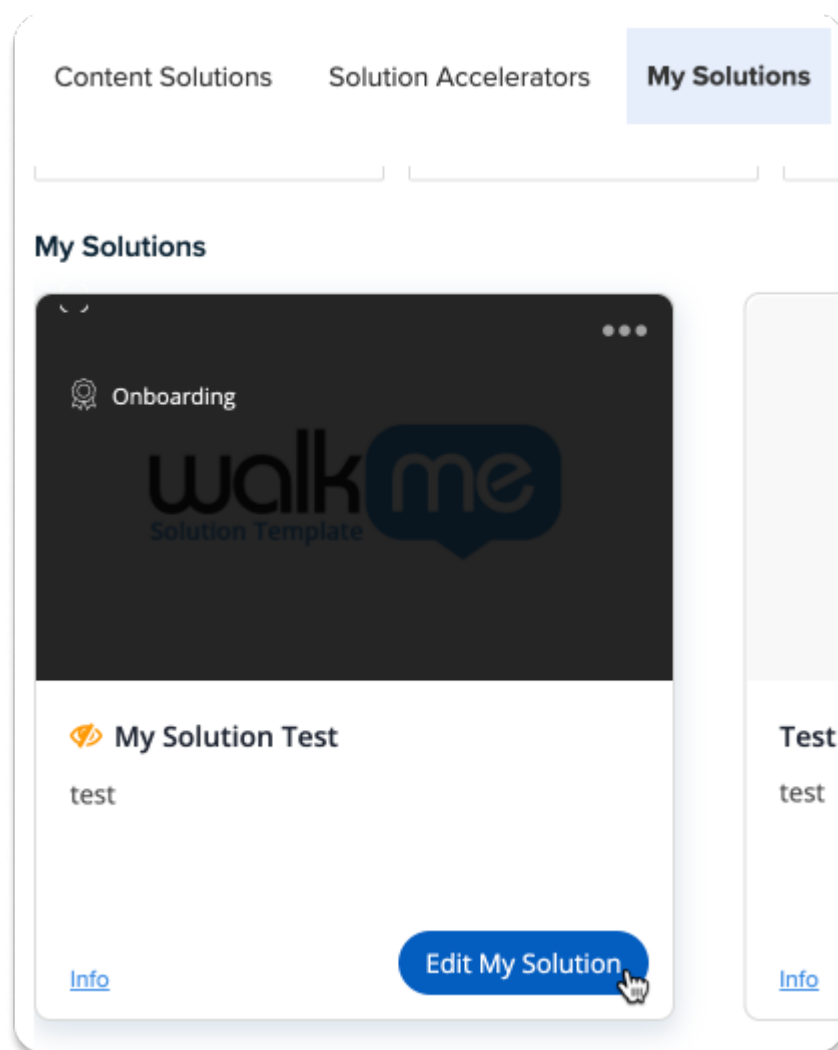 Content Solutions Solution Accelerators My Solutions
My Solutions
Onboarding
walkme
Solution Template
My Solution Test
test
Info
Edit My Solution
Test
test
Info